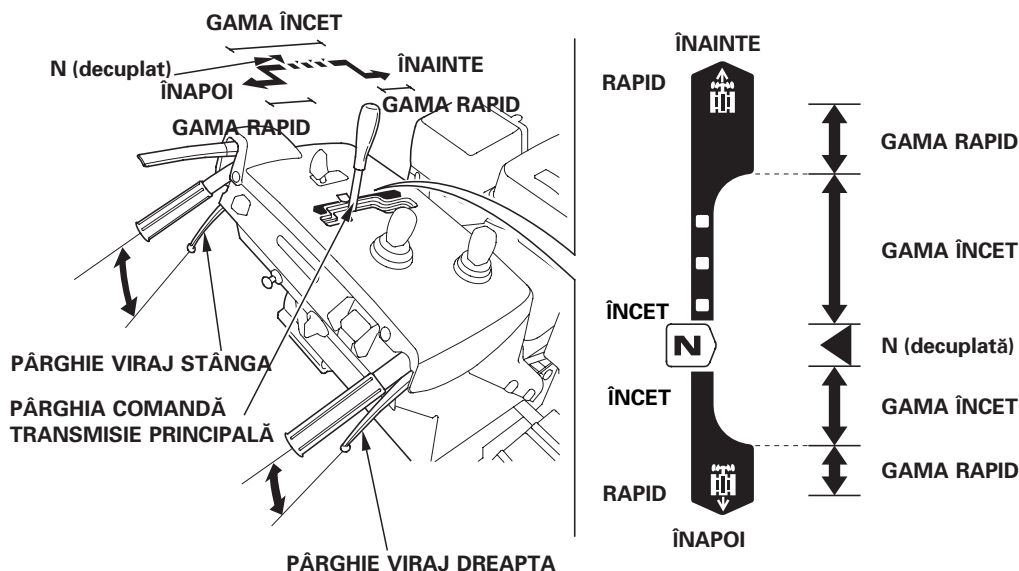 GAMA ÎNCET
N (decuplat)
ÎNAINTE
ÎNAPOI
GAMA RAPID
GAMA RAPID
PÂRGHIE VIRAJ STÂNGA
PÂRGHIA COMANDĂ
TRANSMISIE PRINCIPALĂ
PÂRGHIE VIRAJ DREAPTA
ÎNAINTE
RAPID
GAMA RAPID
GAMA ÎNCET
ÎNCET
N
N (decuplată)
ÎNCET
GAMA ÎNCET
GAMA RAPID
RAPID
ÎNAPOI